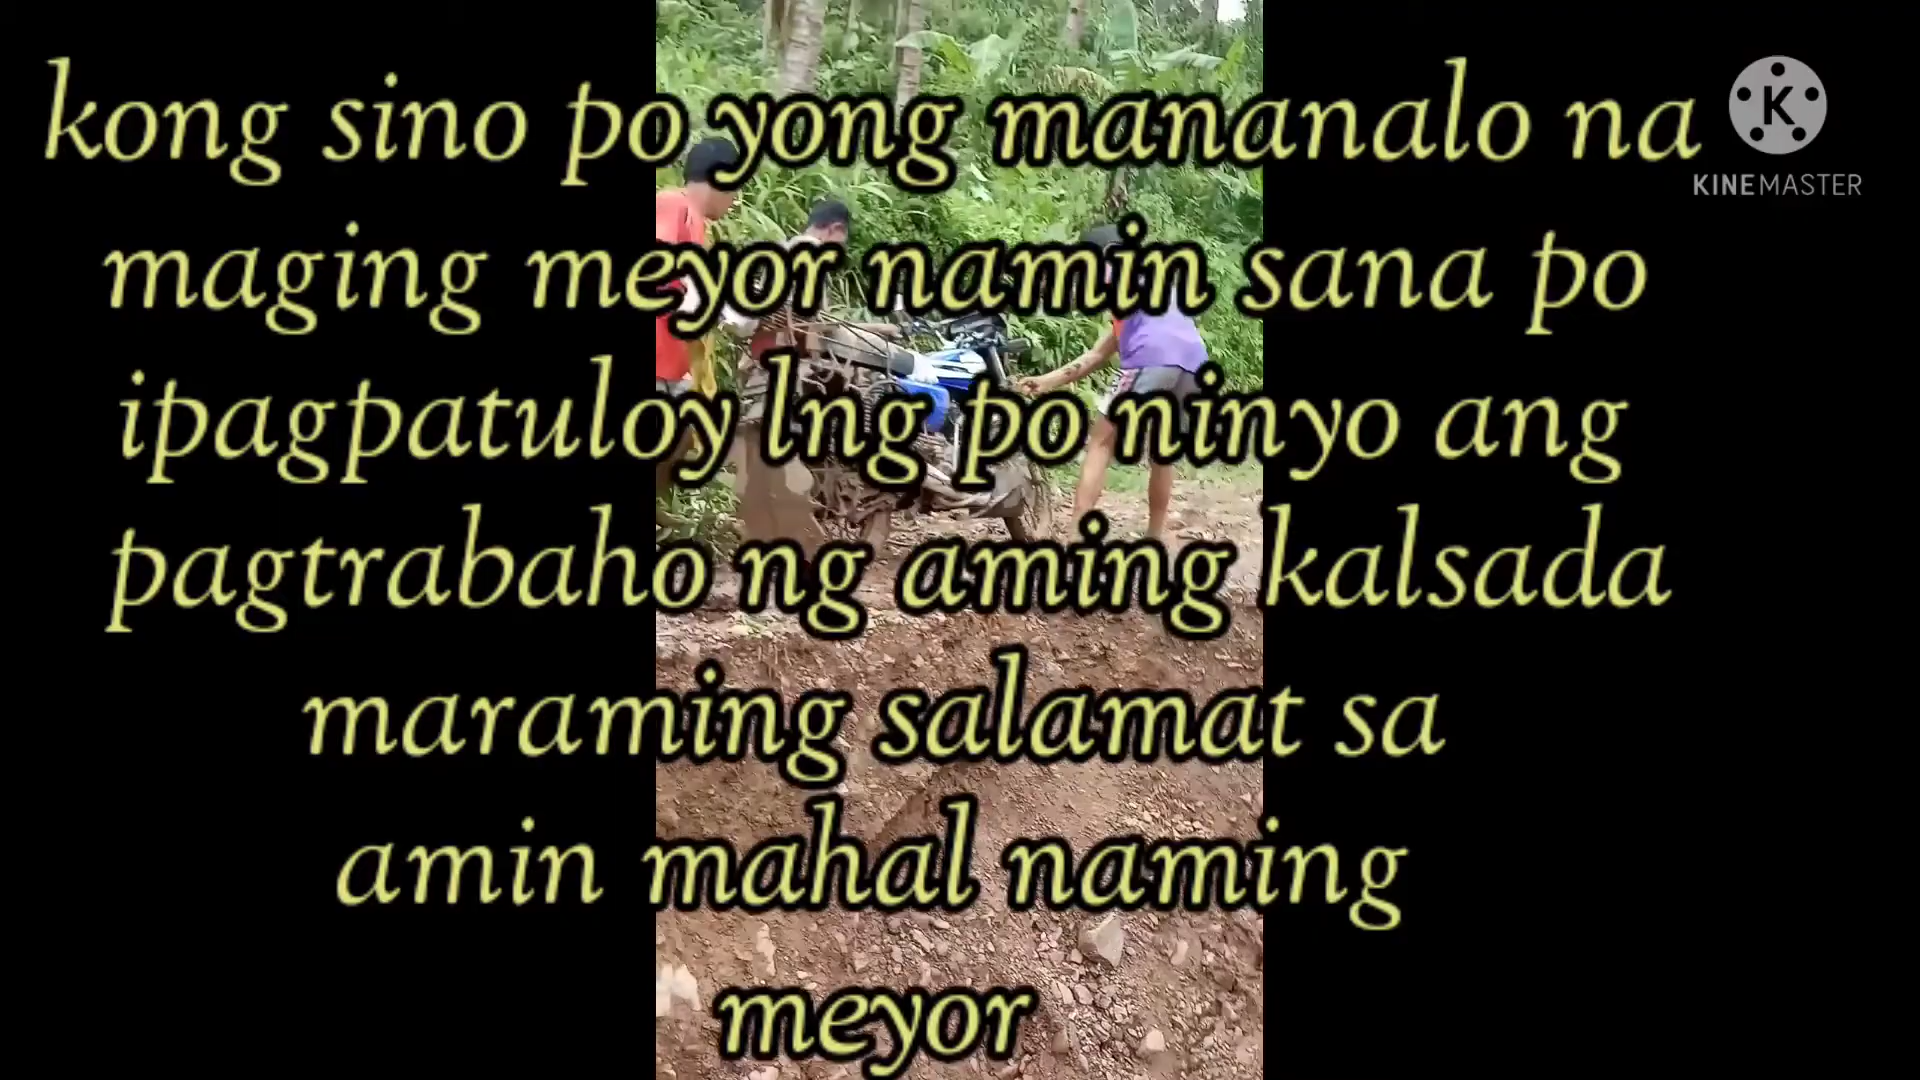 kong sino po yong mananalo na
KINEMASTER
maging meyor namin sana po
ipagpatuloy lng po ninyo ang
pagtrabaho ng aming kalsada
maraming salamat sa
amin mahal naming
meyor